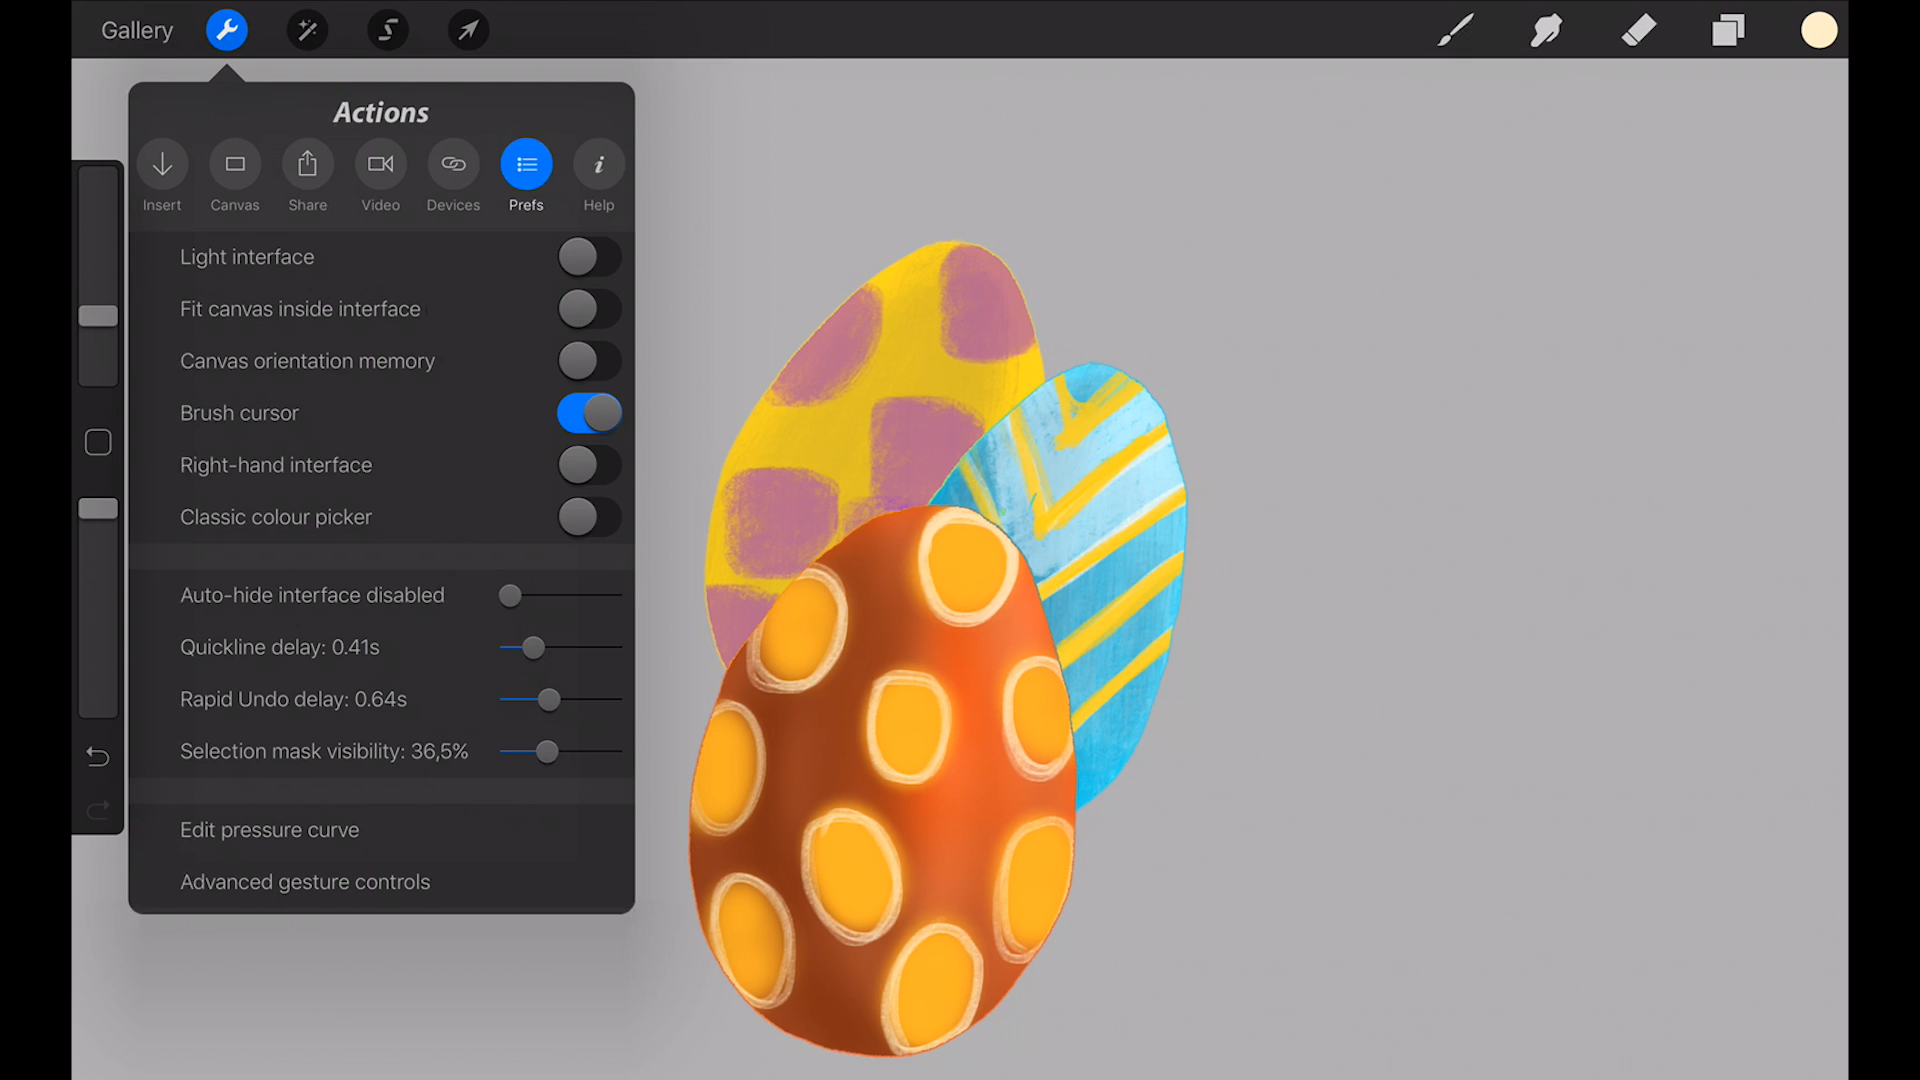 Gallery
Actions
Insert Canvas Share Video Devices Prefs Help
Light interface
Fit canvas inside interface
Canvas orientation memory
Brush cursor
Right-hand interface
Classic colour picker
Auto-hide interface disabled
Quickline delay: 0.41s
Rapid Undo delay: 0.64s
Selection mask visibility: 36,5%
Edit pressure curve
Advanced gesture controls